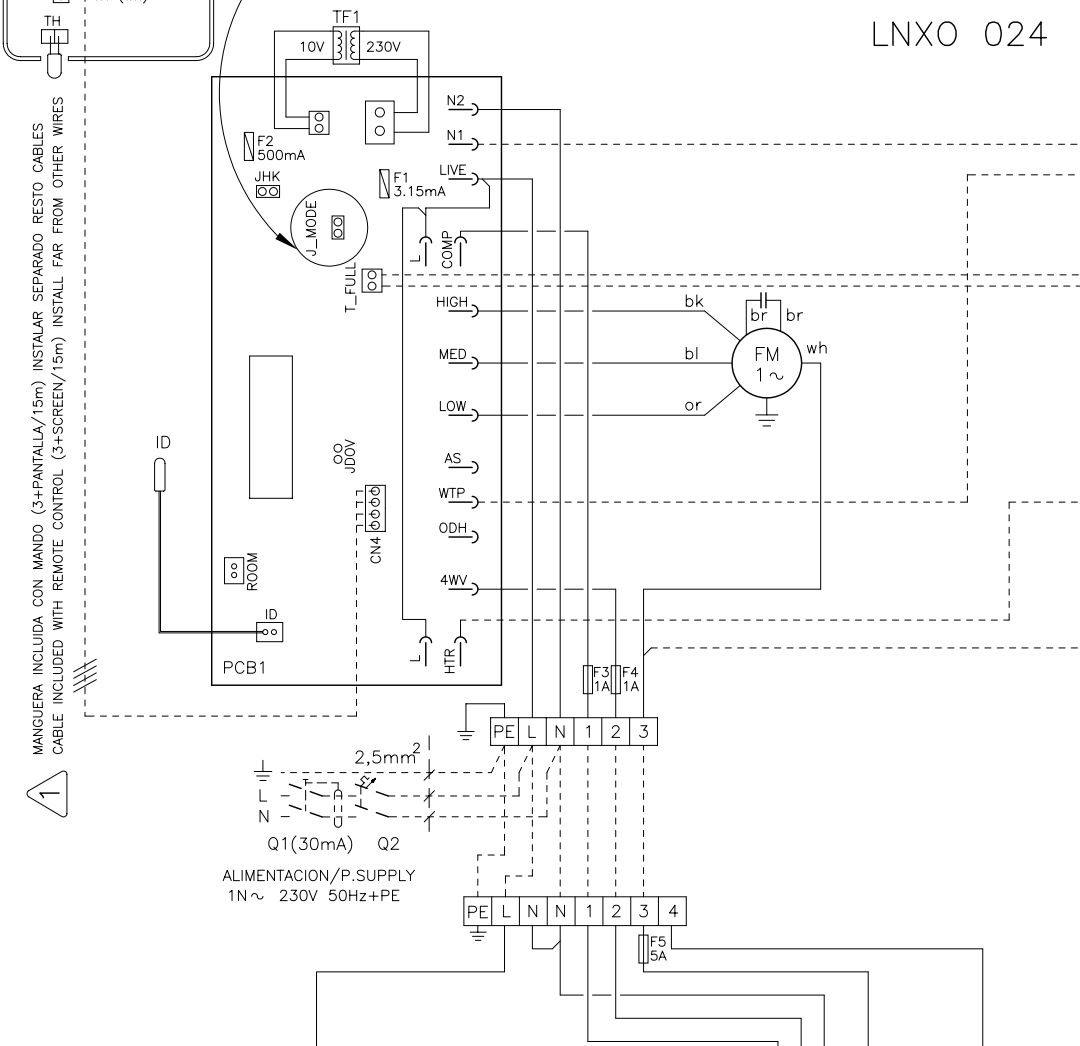 LNXO 024
TH
TF1
10V 230V
N2
N1
LIVE
F2
500mA
JHK
F1
3.15mA
J_MODE
L
COMP
T_FULL
HIGH
MED
LOW
AS
WTP
ODH
4WV
bk
bl
or
br br
wh
FM
1~
ID
JDOV
CN4
ROOM
ID
PCB1
L
HTR
F3
1A
F4
1A
MANGUERA INCLUIDA CON MANDO (3+PANTALLA/15m) INSTALAR SEPARADO RESTO CABLES
CABLE INCLUDED WITH REMOTE CONTROL (3+SCREEN/15m) INSTALL FAR FROM OTHER WIRES
1
PE L N 1 2 3
2,5mm²
L
N
Q1(30mA) Q2
ALIMENTACION/P.SUPPLY
1N~ 230V 50Hz+PE
PE L N N 1 2 3 4
F5
5A